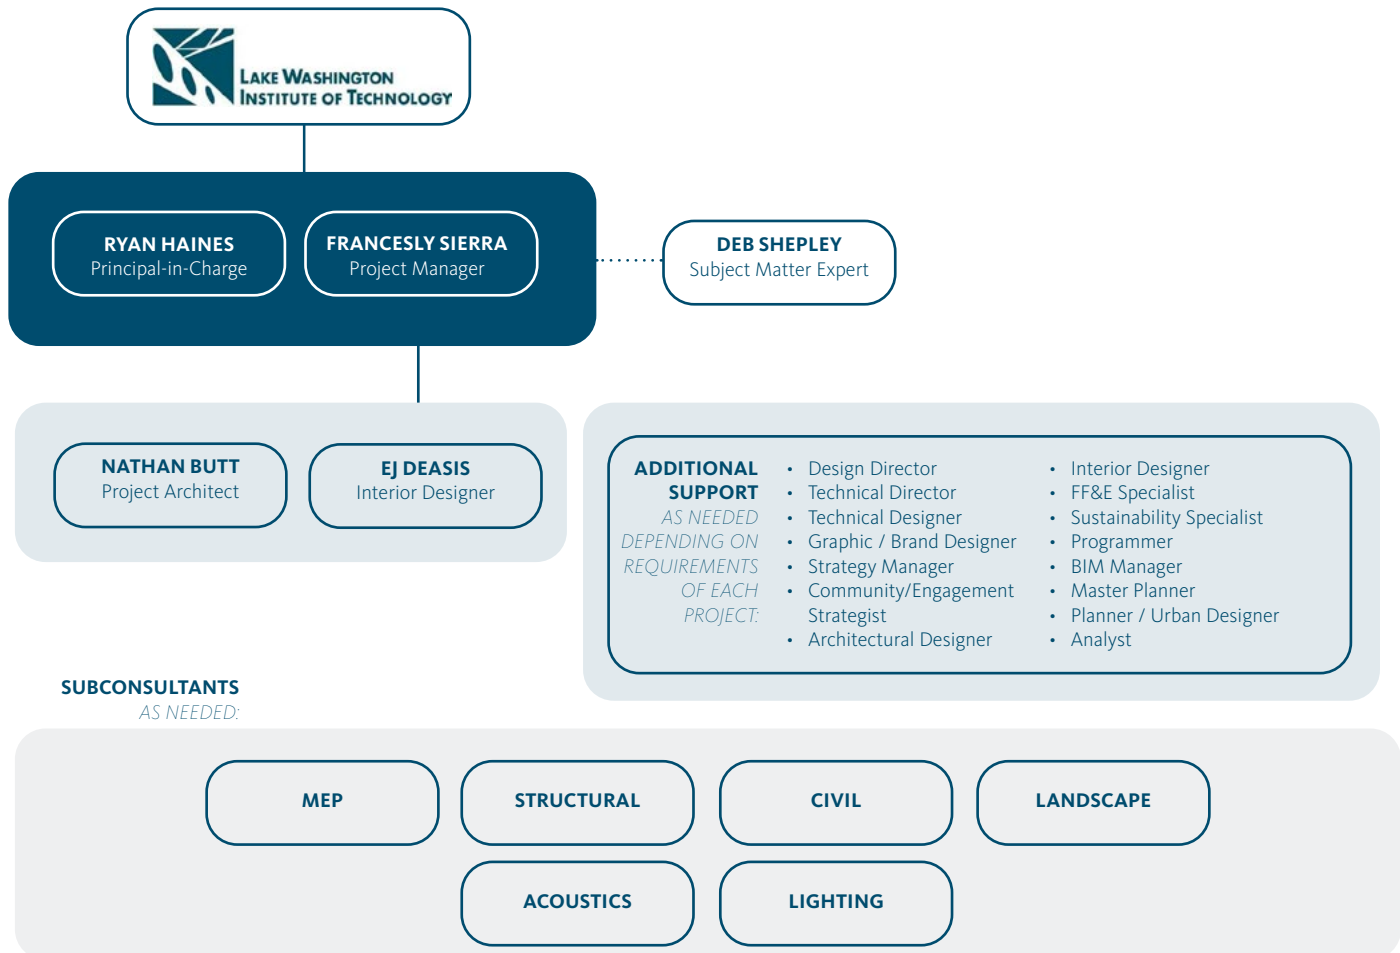 LAKE WASHINGTON
INSTITUTE OF TECHNOLOGY
RYAN HAINES
Principal-in-Charge
FRANCESLY SIERRA
Project Manager
DEB SHEPLEY
Subject Matter Expert
NATHAN BUTT
Project Architect
EJ DEASIS
Interior Designer
ADDITIONAL
SUPPORT
AS NEEDED
DEPENDING ON
REQUIREMENTS
OF EACH
PROJECT:
• Design Director
• Technical Director
• Technical Designer
• Graphic / Brand Designer
• Strategy Manager
• Community/Engagement
Strategist
• Architectural Designer
• Interior Designer
• FF&E Specialist
• Sustainability Specialist
• Programmer
• BIM Manager
• Master Planner
• Planner / Urban Designer
• Analyst
SUBCONSULTANTS
AS NEEDED:
MEP
STRUCTURAL
CIVIL
LANDSCAPE
ACOUSTICS
LIGHTING